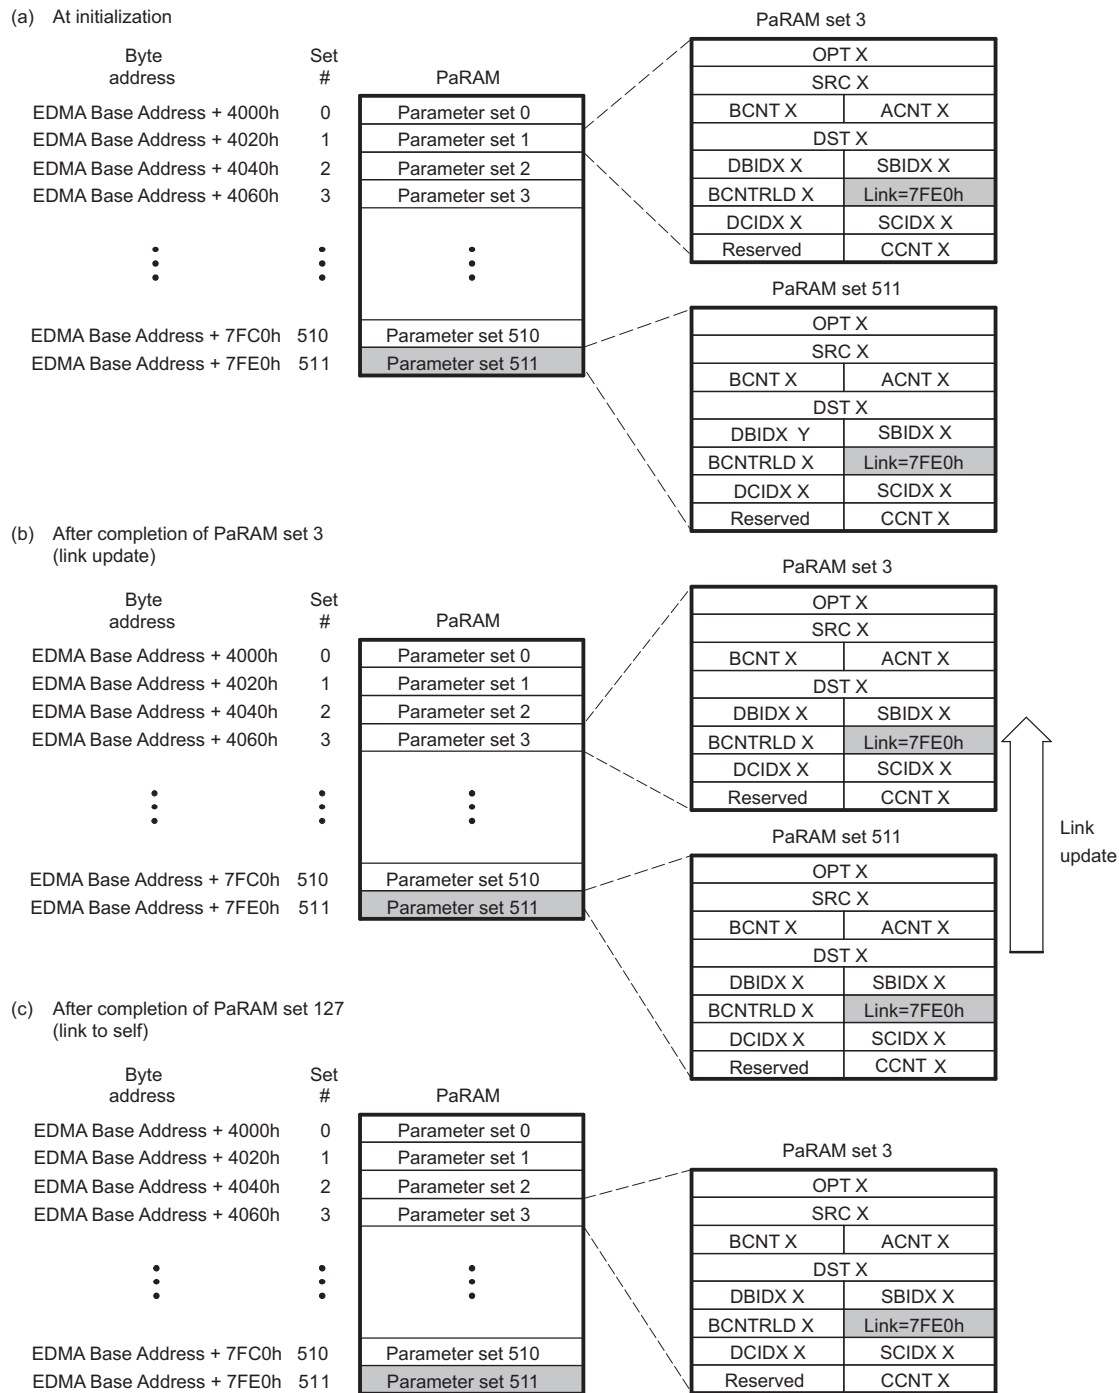 (a) At initialization
Byte address Set # PaRAM
EDMA Base Address + 4000h 0 Parameter set 0
EDMA Base Address + 4020h 1 Parameter set 1
EDMA Base Address + 4040h 2 Parameter set 2
EDMA Base Address + 4060h 3 Parameter set 3
EDMA Base Address + 7FC0h 510 Parameter set 510
EDMA Base Address + 7FE0h 511 Parameter set 511
PaRAM set 3
OPT X
SRC X
BCNT X ACNT X
DST X
DBIDX X SBIDX X
BCNTRLD X Link=7FE0h
DCIDX X SCIDX X
Reserved CCNT X
PaRAM set 511
OPT X
SRC X
BCNT X ACNT X
DST X
DBIDX Y SBIDX X
BCNTRLD X Link=7FE0h
DCIDX X SCIDX X
Reserved CCNT X
(b) After completion of PaRAM set 3
(link update)
Byte address Set # PaRAM
EDMA Base Address + 4000h 0 Parameter set 0
EDMA Base Address + 4020h 1 Parameter set 1
EDMA Base Address + 4040h 2 Parameter set 2
EDMA Base Address + 4060h 3 Parameter set 3
EDMA Base Address + 7FC0h 510 Parameter set 510
EDMA Base Address + 7FE0h 511 Parameter set 511
PaRAM set 3
OPT X
SRC X
BCNT X ACNT X
DST X
DBIDX X SBIDX X
BCNTRLD X Link=7FE0h
DCIDX X SCIDX X
Reserved CCNT X
PaRAM set 511
OPT X
SRC X
BCNT X ACNT X
DST X
DBIDX X SBIDX X
BCNTRLD X Link=7FE0h
DCIDX X SCIDX X
Reserved CCNT X
Link
update
(c) After completion of PaRAM set 127
(link to self)
Byte address Set # PaRAM
EDMA Base Address + 4000h 0 Parameter set 0
EDMA Base Address + 4020h 1 Parameter set 1
EDMA Base Address + 4040h 2 Parameter set 2
EDMA Base Address + 4060h 3 Parameter set 3
EDMA Base Address + 7FC0h 510 Parameter set 510
EDMA Base Address + 7FE0h 511 Parameter set 511
PaRAM set 3
OPT X
SRC X
BCNT X ACNT X
DST X
DBIDX X SBIDX X
BCNTRLD X Link=7FE0h
DCIDX X SCIDX X
Reserved CCNT X